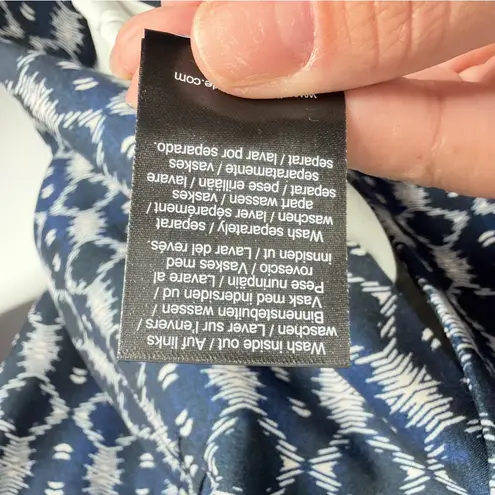 Wash inside out / Auf links
waschen / Laver sur l'envers /
Binnenstebuiten wassen /
Vask med indersiden ud /
Pese nurinpäin / Lavare al
rovescio / Vaskes med
innsiden ut / Lavar del revés.
Wash separately / separat
waschen / laver séparément /
apart wassen / vaskes
separat / pese erillään / lavare
separatamente / vaskes
separat / lavar por separado.